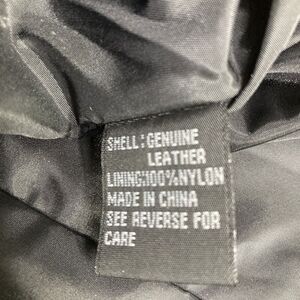 SHELL:GENUINE
LEATHER
LINING:100%NYLON
MADE IN CHINA
SEE REVERSE FOR
CARE